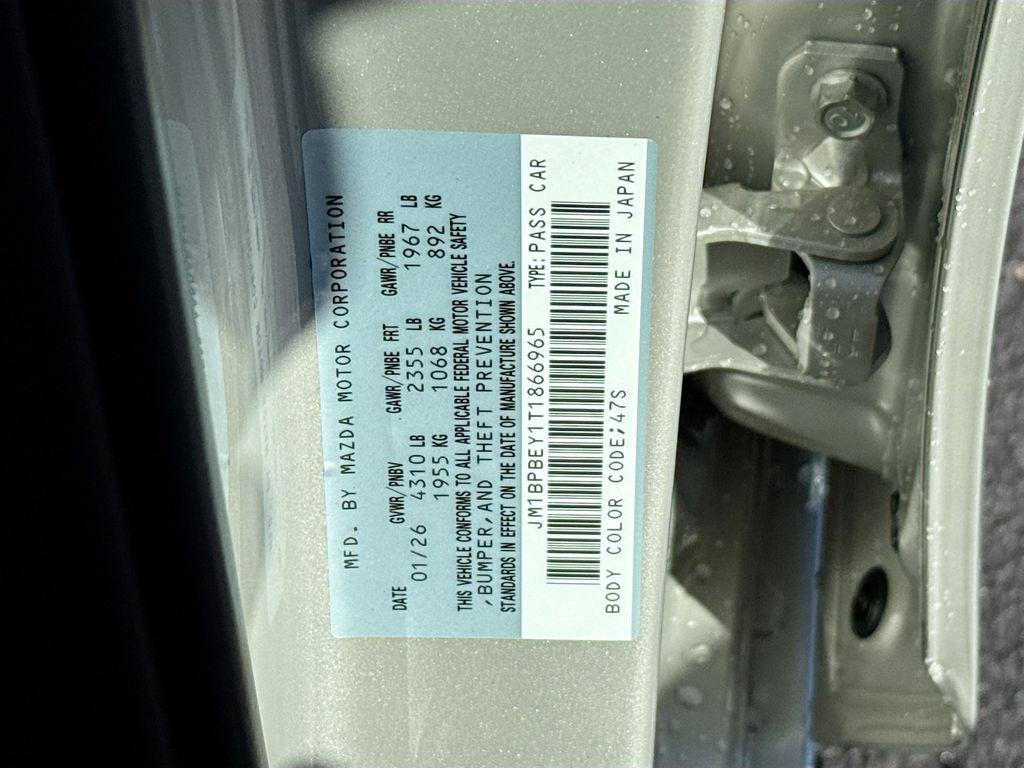 MFD. BY MAZDA MOTOR CORPORATION
DATE GVWR/PNBV GAWR/PNBE FRT GAWR/PNBE RR
01/26 4310 LB 2355 LB 1967 LB
1955 KG 1068 KG 892 KG
THIS VEHICLE CONFORMS TO ALL APPLICABLE FEDERAL MOTOR VEHICLE SAFETY
,BUMPER,AND THEFT PREVENTION
STANDARDS IN EFFECT ON THE DATE OF MANUFACTURE SHOWN ABOVE.
JM1BPBEY1T1866965 TYPE:PASS CAR
BODY COLOR CODE;47S MADE IN JAPAN